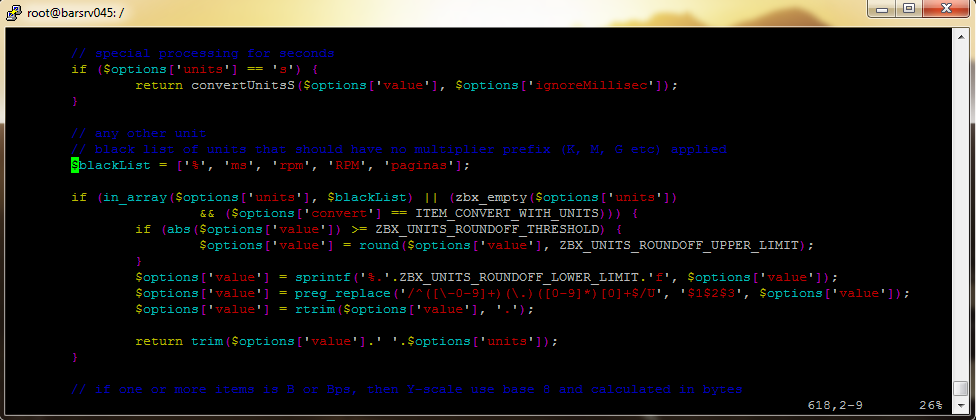 root@barsrv045: /
// special processing for seconds
if ($options['units'] == 's') {
return convertUnitsS($options['value'], $options['ignoreMillisec']);
}
// any other unit
// black list of units that should have no multiplier prefix (K, M, G etc) applied
$blackList = ['%', 'ms', 'rpm', 'RPM', 'paginas'];
if (in_array($options['units'], $blackList) || (zbx_empty($options['units'])
&& ($options['convert'] == ITEM_CONVERT_WITH_UNITS))) {
if (abs($options['value']) >= ZBX_UNITS_ROUNDOFF_THRESHOLD) {
$options['value'] = round($options['value'], ZBX_UNITS_ROUNDOFF_UPPER_LIMIT);
}
$options['value'] = sprintf('%.'.ZBX_UNITS_ROUNDOFF_LOWER_LIMIT.'f', $options['value']);
$options['value'] = preg_replace('/^([\-0-9]+)(\.)([0-9]*)[0]+$/U', '$1$2$3', $options['value']);
$options['value'] = rtrim($options['value'], '.');
return trim($options['value'].' '.$options['units']);
}
// if one or more items is B or Bps, then Y-scale use base 8 and calculated in bytes
618,2-9 26%